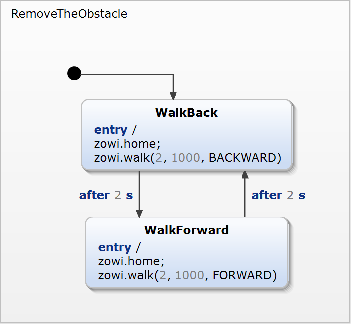 RemoveTheObstacle
WalkBack
entry /
zowi.home;
zowi.walk(2, 1000, BACKWARD)
after 2 s
after 2 s
WalkForward
entry /
zowi.home;
zowi.walk(2, 1000, FORWARD)